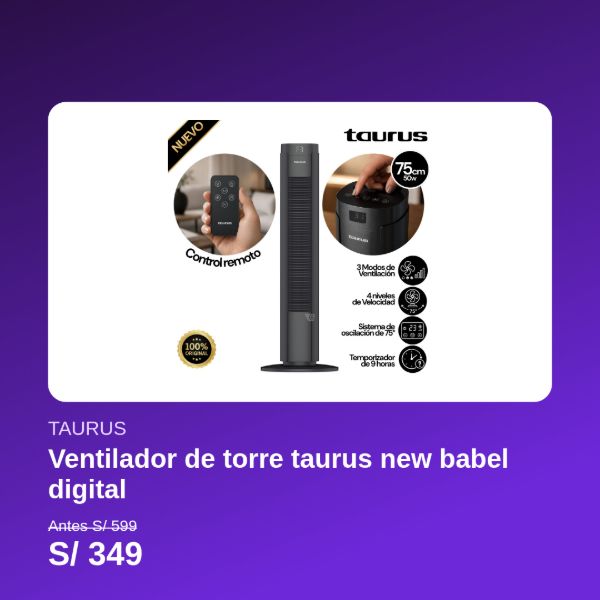 NUEVO
taurus
75cm
50w
Control remoto
3 Modos de
Ventilación
4 niveles
de Velocidad
75°
Sistema de
oscilación de 75°
Temporizador
de 9 horas
100%
ORIGINAL
TAURUS
Ventilador de torre taurus new babel
digital
Antes S/ 599
S/ 349